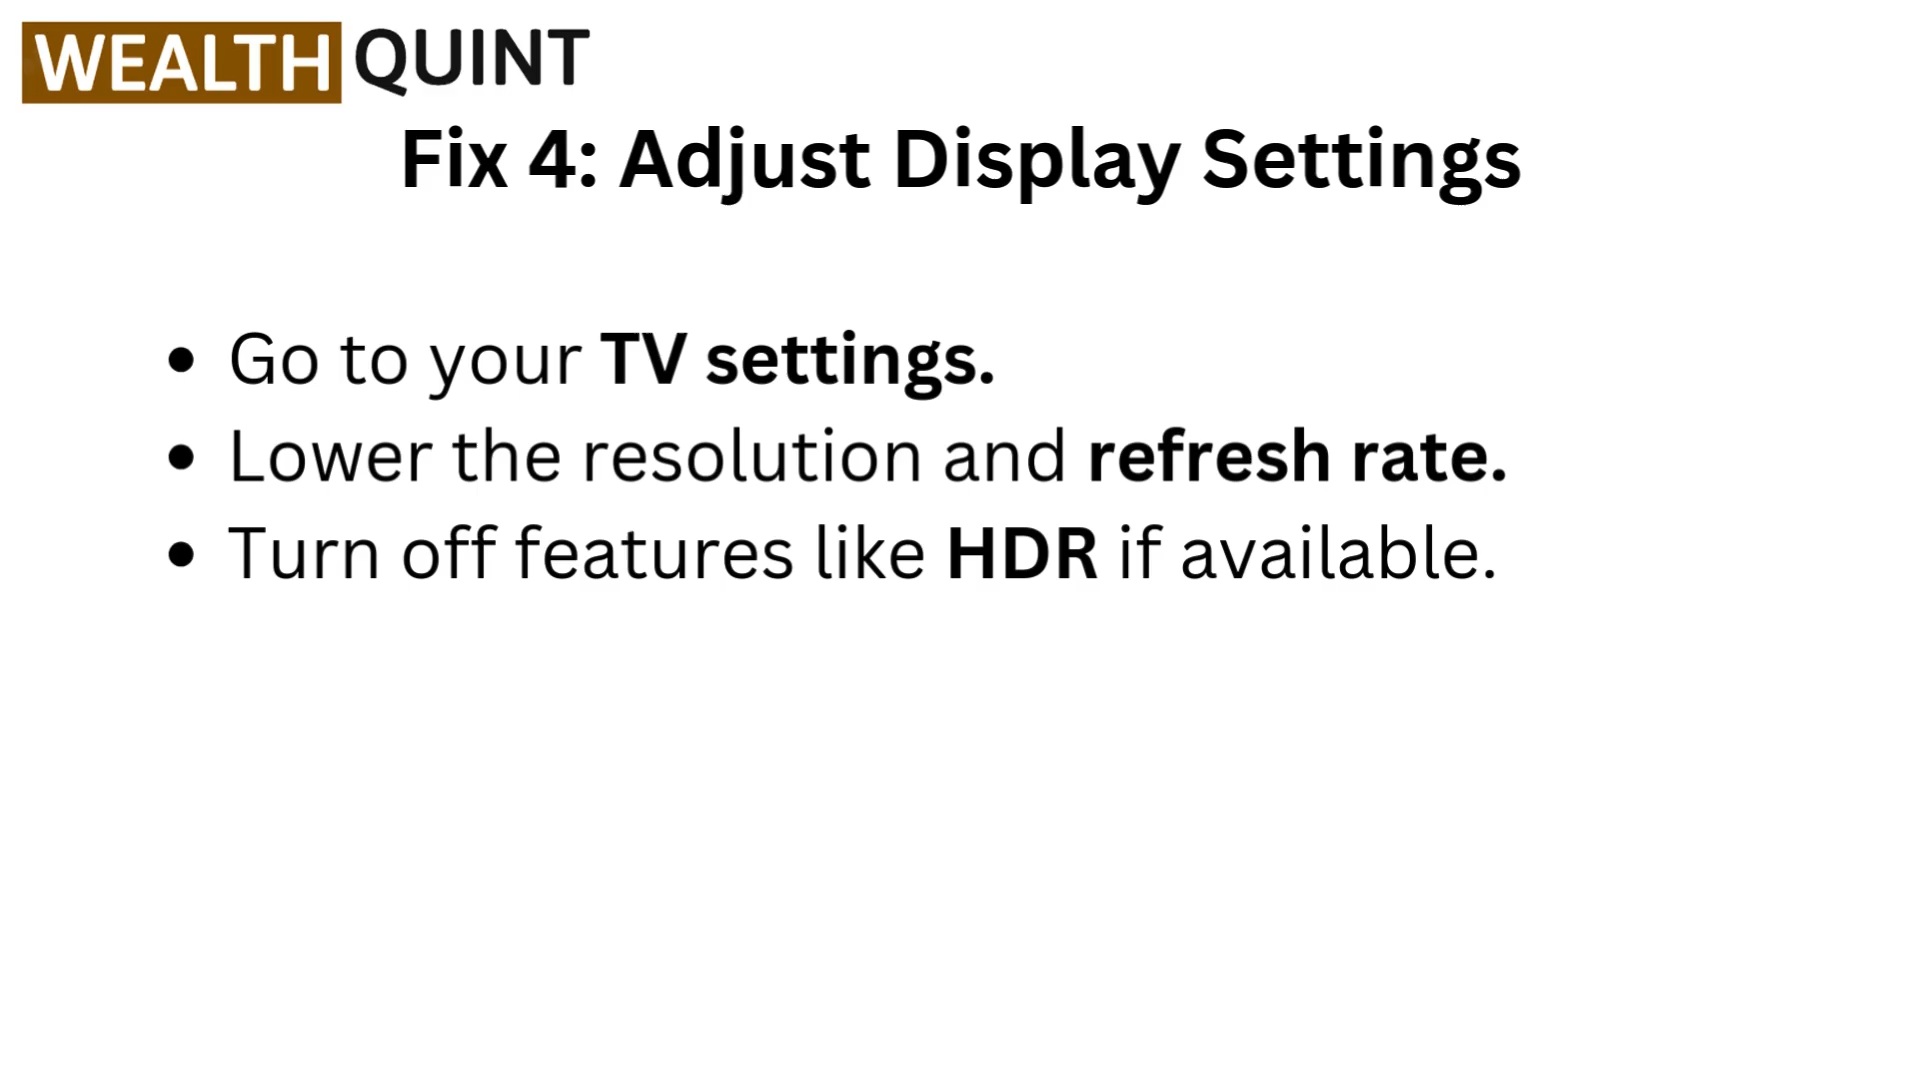 WEALTH QUINT
Fix 4: Adjust Display Settings
• Go to your TV settings.
• Lower the resolution and refresh rate.
• Turn off features like HDR if available.